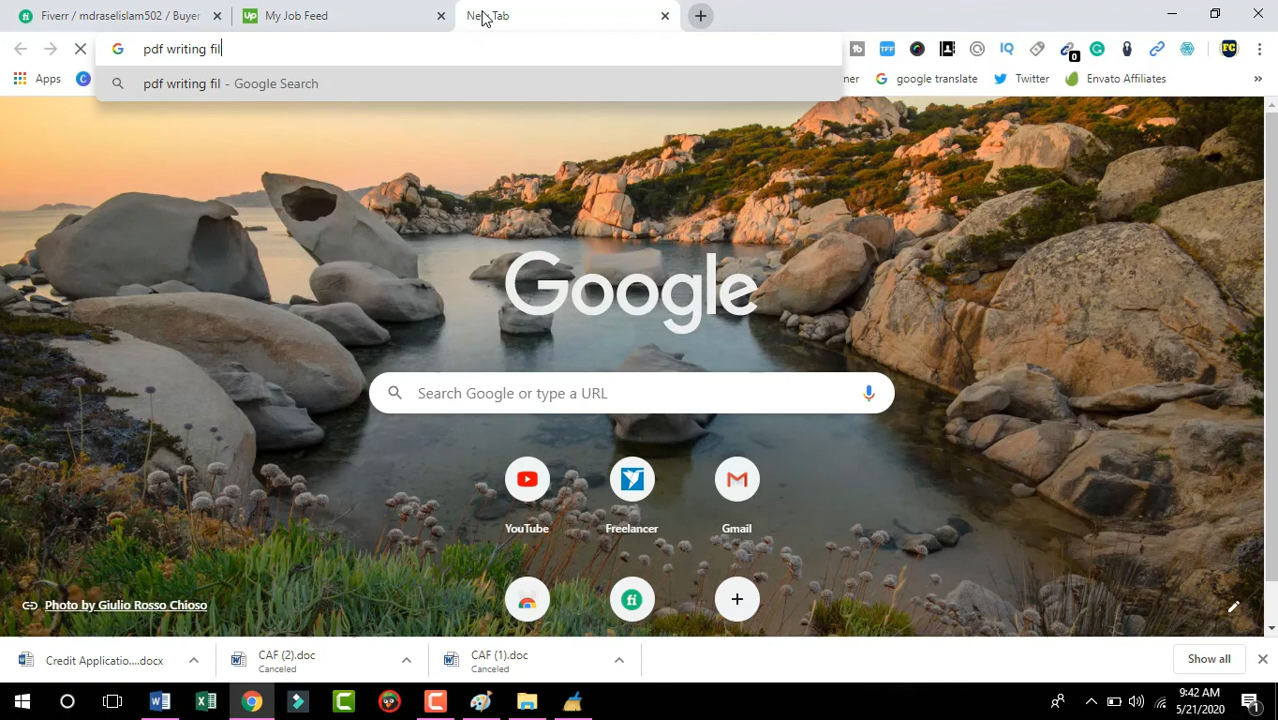 Fiverr / mdraselislam502 / Buyer
My Job Feed
New Tab
pdf writing fil
pdf writing fil - Google Search
Apps
google translate
Twitter
Envato Attributes
Google
Search Google or type a URL
YouTube
Freelancer
Gmail
Photo by Giulio Rosso Chioso
Credit Applicatio....docx
CAF (2).doc
Canceled
CAF (1).doc
Canceled
Show all
9:42 AM
5/21/2020